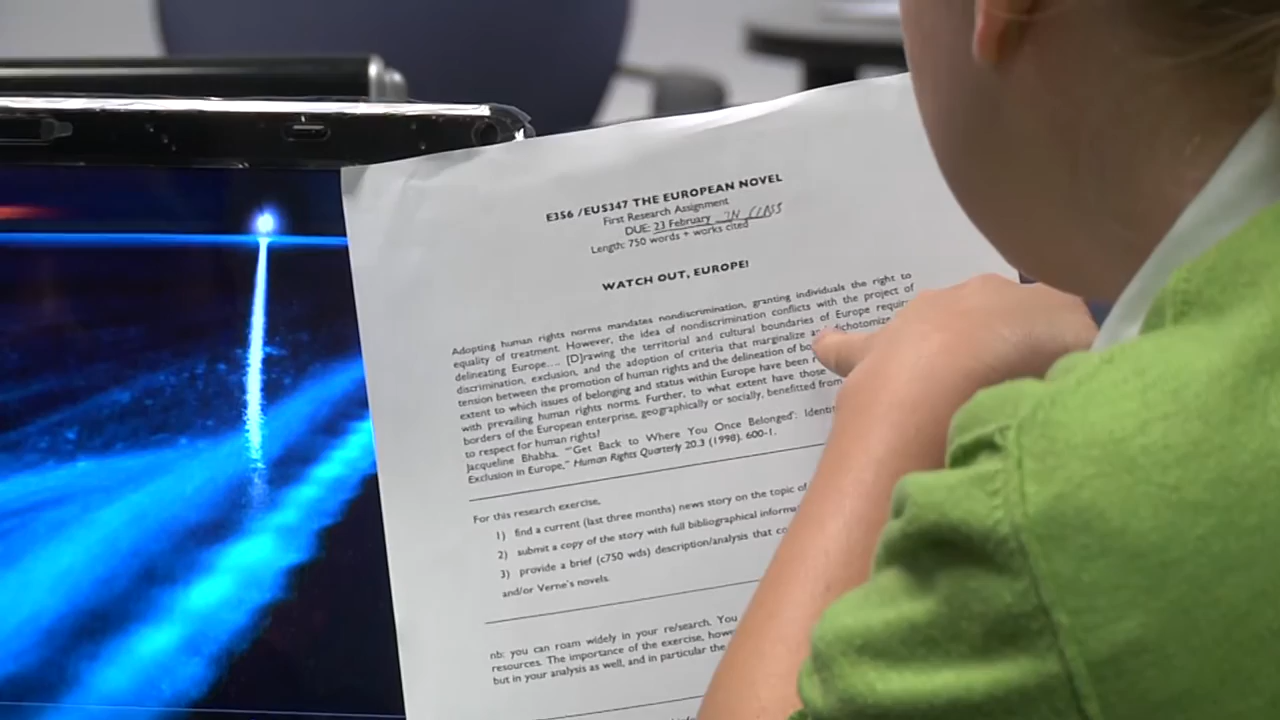 E356 /EUS347 THE EUROPEAN NOVEL
First Research Assignment
DUE: 23 February IN CLASS
Length: 750 words + works cited
WATCH OUT, EUROPE!
Adopting human rights norms mandates nondiscrimination, granting individuals the right to
equality of treatment. However, the idea of nondiscrimination conflicts with the project of
delineating Europe.... [D]rawing the territorial and cultural boundaries of Europe
discrimination, exclusion, and the adoption of criteria that marginalize
tension between the promotion of human rights and the delineation of
extent to which issues of belonging and status within Europe have been
with prevailing human rights norms. Further, to what extent have those
borders of the European enterprise, geographically or socially, benefitted from
to respect for human rights!
Jacqueline Bhabha. "'Get Back to Where You Once Belonged':
Exclusion in Europe," Human Rights Quarterly 20.3 (1998). 600-1.
For this research exercise,
1) find a current (last three months) news story on the topic of
2) submit a copy of the story with full bibliographical
3) provide a brief (c750 wds) description/analysis that
and/or Verne's novels.
nb: you can roam widely in your re/search. You
resources. The importance of the exercise,
but in your analysis as well, and in particular the